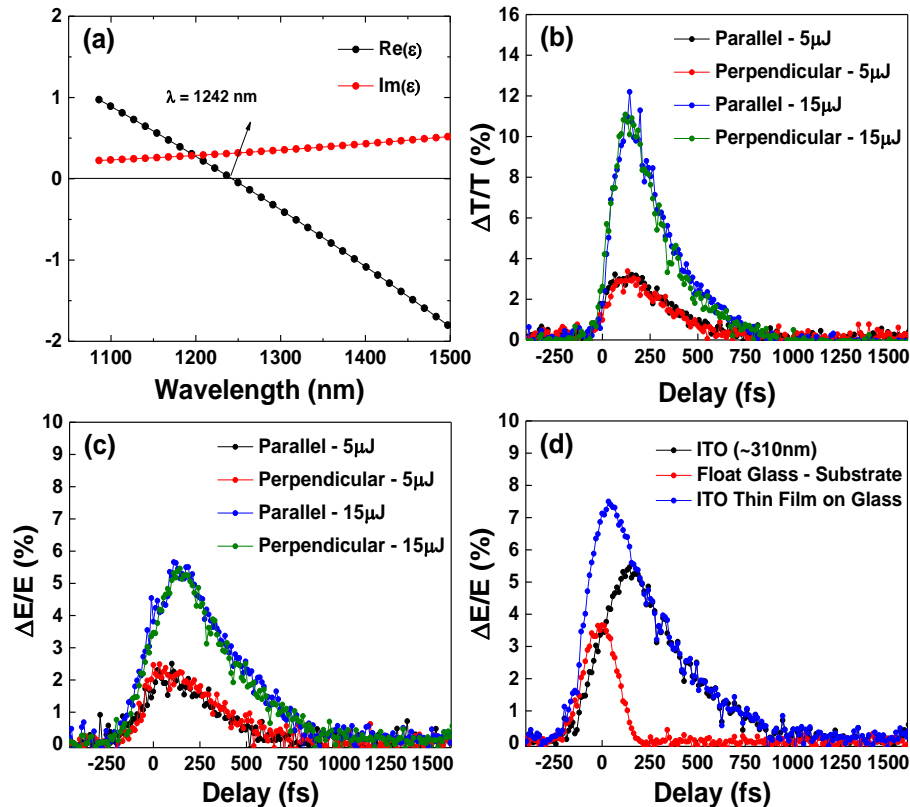 (a)
Re(ε)
Im(ε)
λ = 1242 nm
2
1
0
-1
-2
1100 1200 1300 1400 1500
Wavelength (nm)
(b)
Parallel - 5μJ
Perpendicular - 5μJ
Parallel - 15μJ
Perpendicular - 15μJ
ΔT/T (%)
16
14
12
10
8
6
4
2
0
-250 0 250 500 750 1000 1250 1500
Delay (fs)
(c)
Parallel - 5μJ
Perpendicular - 5μJ
Parallel - 15μJ
Perpendicular - 15μJ
ΔE/E (%)
10
9
8
7
6
5
4
3
2
1
0
-250 0 250 500 750 1000 1250 1500
Delay (fs)
(d)
ITO (~310nm)
Float Glass - Substrate
ITO Thin Film on Glass
ΔE/E (%)
10
9
8
7
6
5
4
3
2
1
0
-250 0 250 500 750 1000 1250 1500
Delay (fs)